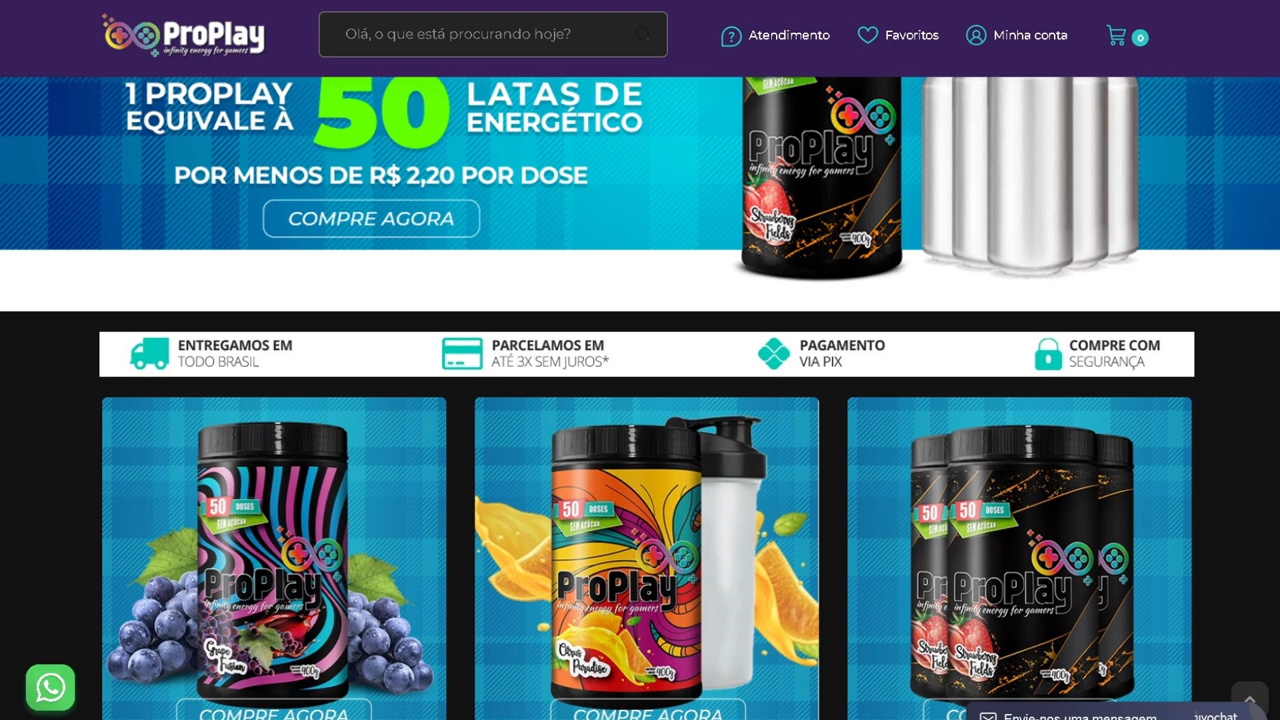 ProPlay
infinity energy for gamers
Olá, o que está procurando hoje?
Atendimento
Favoritos
Minha conta
0
1 PROPLAY
EQUIVALE À
50
LATAS DE
ENERGÉTICO
POR MENOS DE R$ 2,20 POR DOSE
COMPRE AGORA
SEM AÇÚCAR
ProPlay
infinity energy for gamers
Strawberry
Fields
400g
ENTREGAMOS EM
TODO BRASIL
PARCELAMOS EM
ATÉ 3X SEM JUROS*
PAGAMENTO
VIA PIX
COMPRE COM
SEGURANÇA
50 DOSES
SEM AÇÚCAR
ProPlay
infinity energy for gamers
Grape
Fusion
400g
COMPRE AGORA
50 DOSES
SEM AÇÚCAR
ProPlay
infinity energy for gamers
Citrus
Paradise
400g
COMPRE AGORA
50
50 DOSES
SEM AÇÚCAR
ProPlay
infinity energy for gamers
Strawberry
Fields
400g
Envie-nos uma mensagem
jivochat